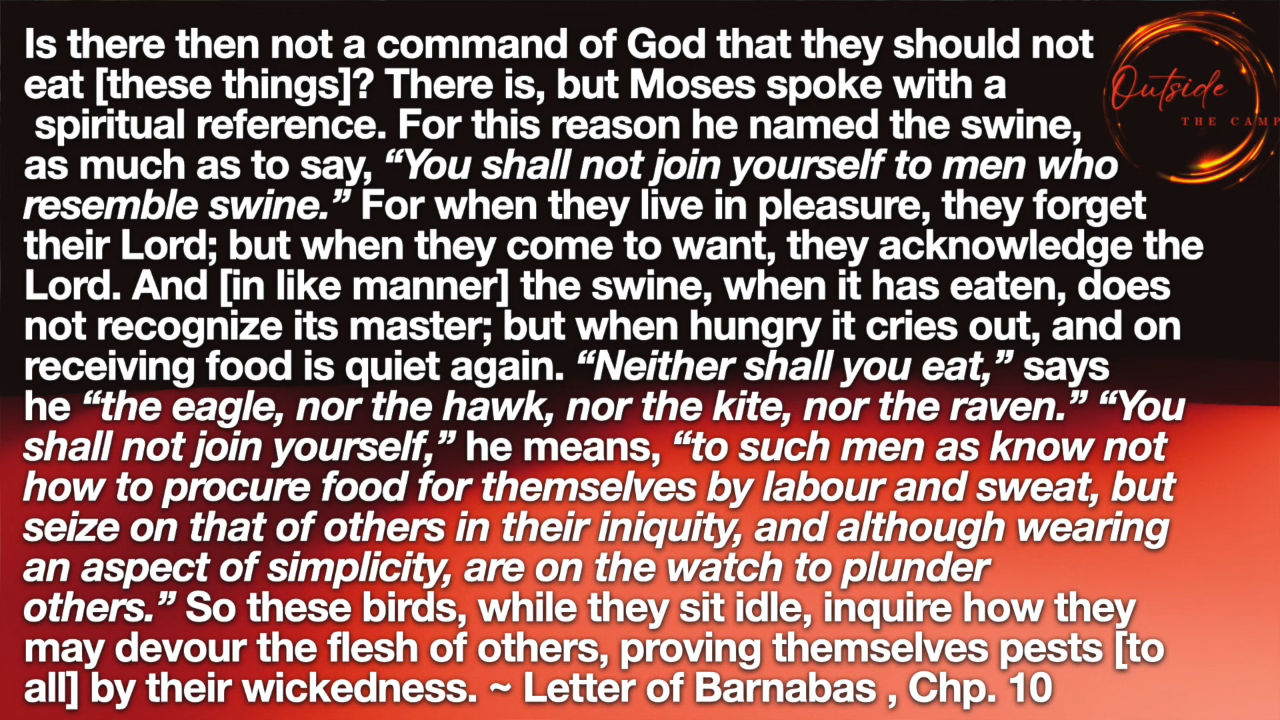 Is there then not a command of God that they should not
eat [these things]? There is, but Moses spoke with a
spiritual reference. For this reason he named the swine,
as much as to say, “You shall not join yourself to men who
resemble swine.” For when they live in pleasure, they forget
their Lord; but when they come to want, they acknowledge the
Lord. And [in like manner] the swine, when it has eaten, does
not recognize its master; but when hungry it cries out, and on
receiving food is quiet again. “Neither shall you eat,” says
he “the eagle, nor the hawk, nor the kite, nor the raven.” “You
shall not join yourself,” he means, “to such men as know not
how to procure food for themselves by labour and sweat, but
seize on that of others in their iniquity, and although wearing
an aspect of simplicity, are on the watch to plunder
others.” So these birds, while they sit idle, inquire how they
may devour the flesh of others, proving themselves pests [to
all] by their wickedness. ~ Letter of Barnabas , Chp. 10
Outside
THE CAMP